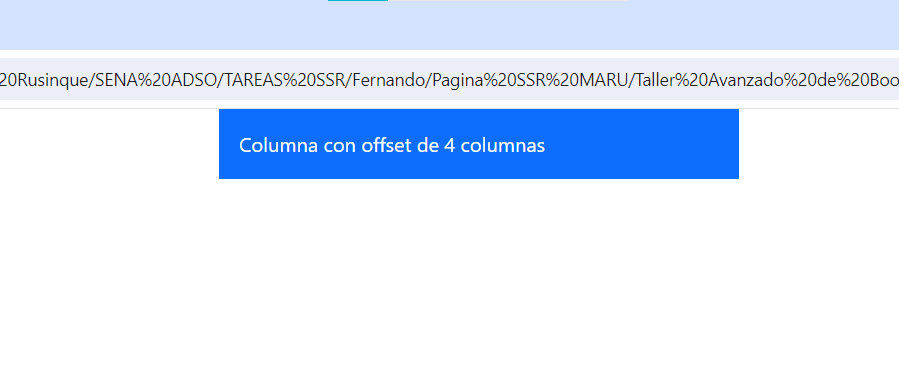 20Rusinque/SENA%20ADSO/TAREAS%20SSR/Fernando/Pagina%20SSR%20MARU/Taller%20Avanzado%20de%20Boo
Columna con offset de 4 columnas